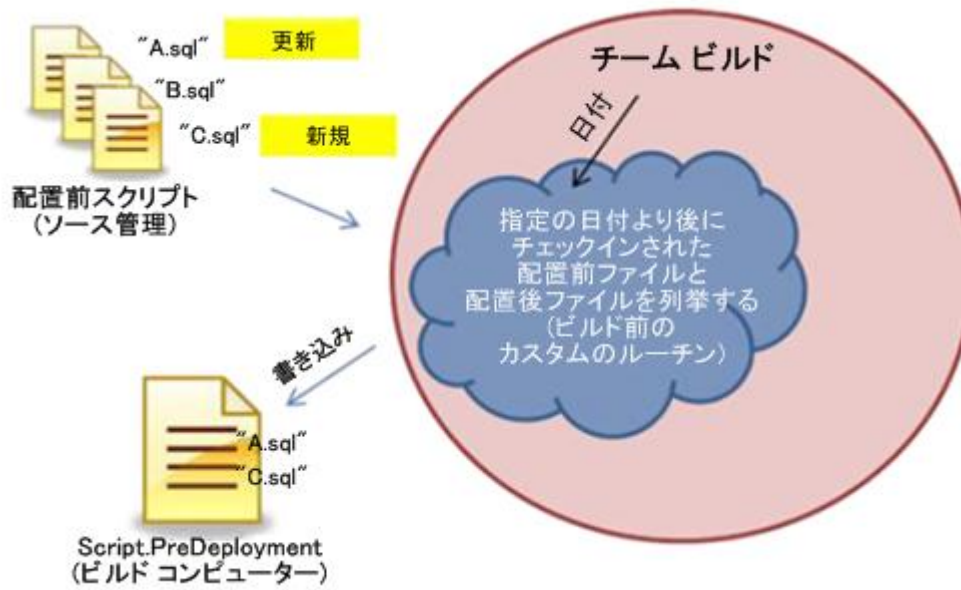 "A.sql"
更新
"B.sql"
"C.sql"
新規
配置前スクリプト
(ソース管理)
チーム ビルド
日付
指定の日付より後に
チェックインされた
配置前ファイルと
配置後ファイルを列挙する
(ビルド前の
カスタムのルーチン)
書き込み
"A.sql"
"C.sql"
Script.PreDeployment
(ビルド コンピューター)